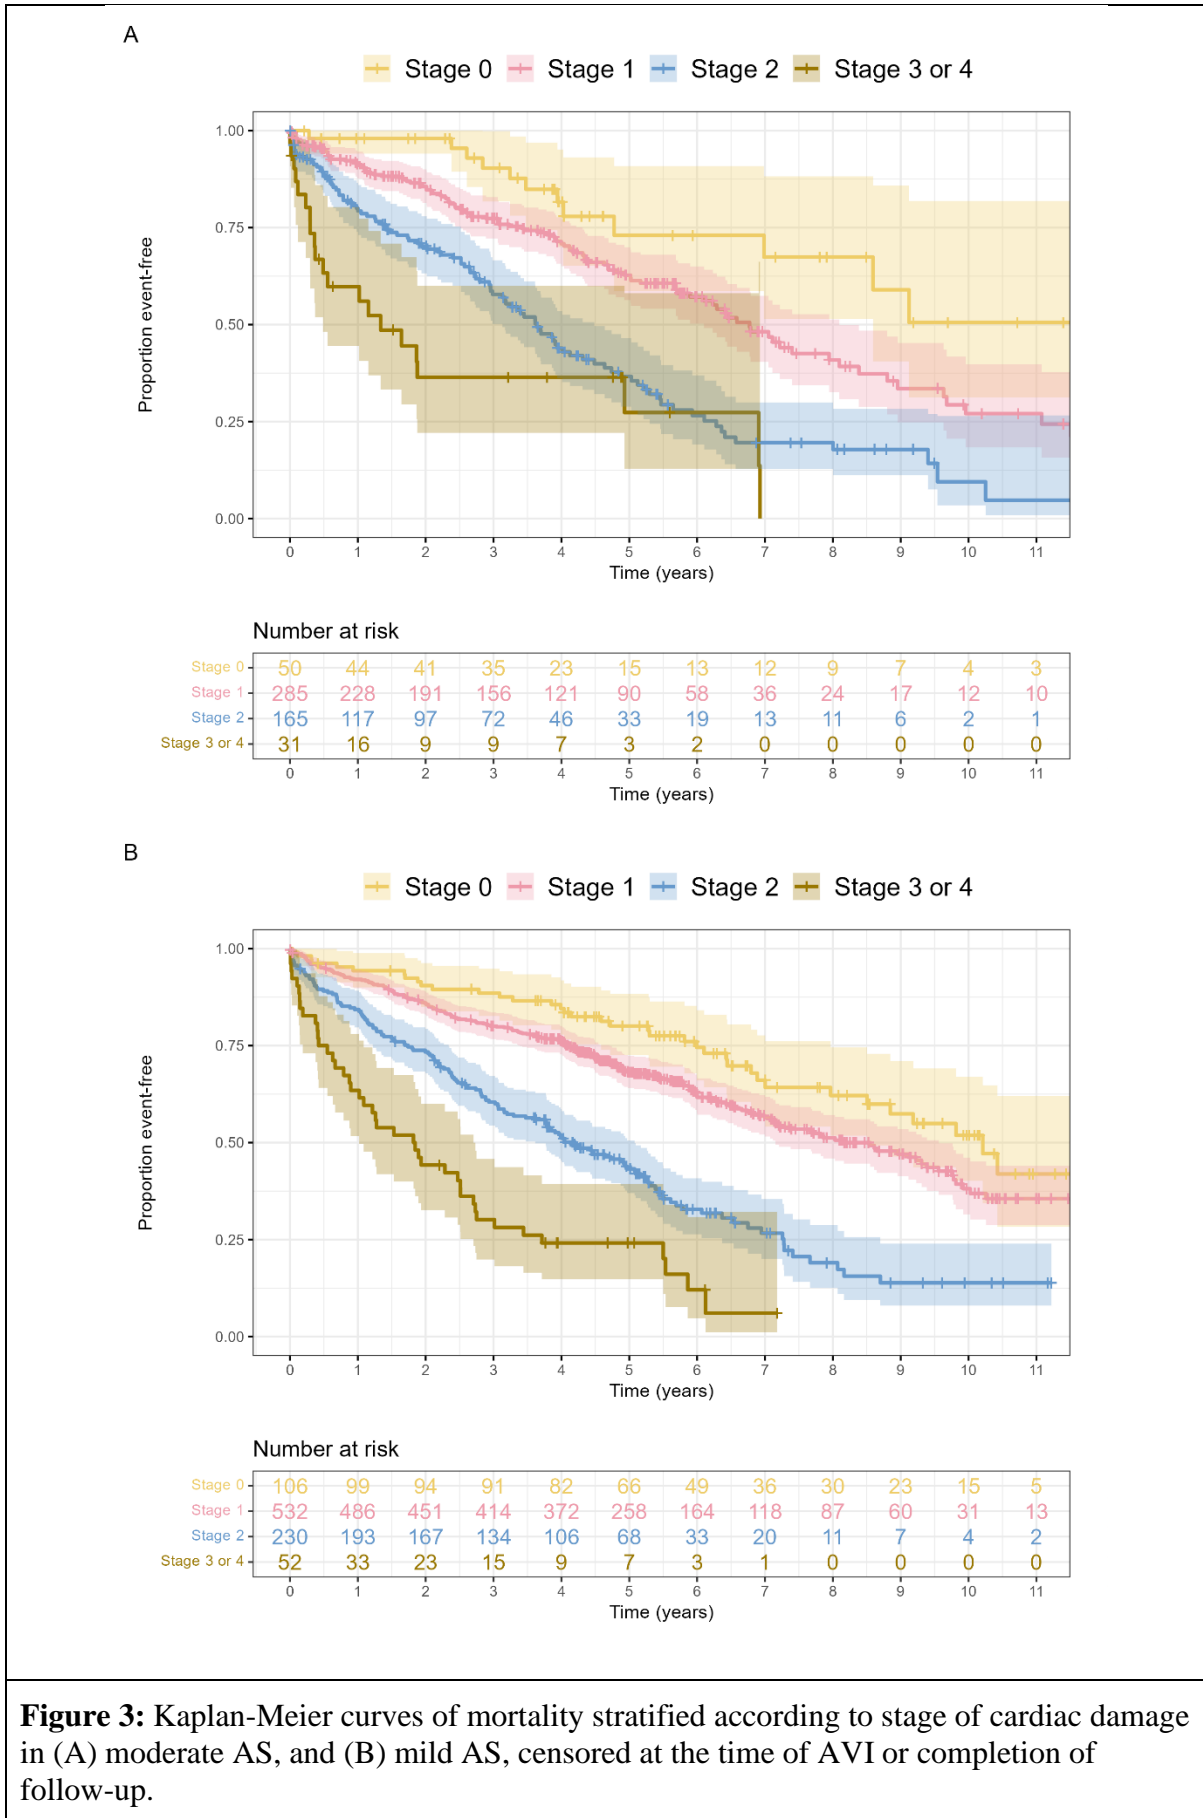 A
Stage 0 Stage 1 Stage 2 Stage 3 or 4
Proportion event-free
1.00
0.75
0.50
0.25
0.00
0 1 2 3 4 5 6 7 8 9 10 11
Time (years)
Number at risk
Stage 0 50 44 41 35 23 15 13 12 9 7 4 3
Stage 1 285 228 191 156 121 90 58 36 24 17 12 10
Stage 2 165 117 97 72 46 33 19 13 11 6 2 1
Stage 3 or 4 31 16 9 9 7 3 2 0 0 0 0 0
0 1 2 3 4 5 6 7 8 9 10 11
Time (years)
B
Stage 0 Stage 1 Stage 2 Stage 3 or 4
Proportion event-free
1.00
0.75
0.50
0.25
0.00
0 1 2 3 4 5 6 7 8 9 10 11
Time (years)
Number at risk
Stage 0 106 99 94 91 82 66 49 36 30 23 15 5
Stage 1 532 486 451 414 372 258 164 118 87 60 31 13
Stage 2 230 193 167 134 106 68 33 20 11 7 4 2
Stage 3 or 4 52 33 23 15 9 7 3 1 0 0 0 0
0 1 2 3 4 5 6 7 8 9 10 11
Time (years)
Figure 3: Kaplan-Meier curves of mortality stratified according to stage of cardiac damage
in (A) moderate AS, and (B) mild AS, censored at the time of AVI or completion of
follow-up.